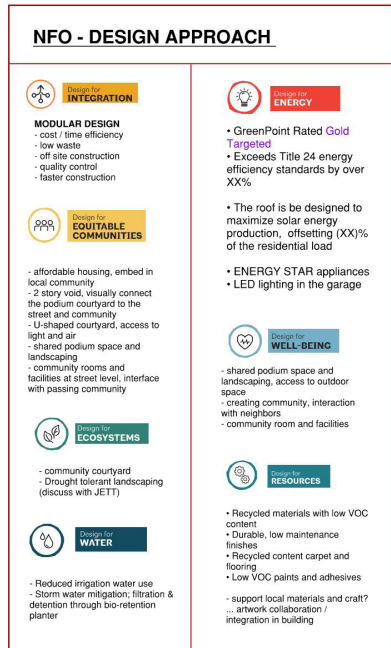 NFO - DESIGN APPROACH
Design for
INTEGRATION
MODULAR DESIGN
- cost / time efficiency
- low waste
- off site construction
- quality control
- faster construction
Design for
EQUITABLE
COMMUNITIES
- affordable housing, embed in
local community
- 2 story void, visually connect
the podium courtyard to the
street and community
- U-shaped courtyard, access to
light and air
- shared podium space and
landscaping
- community rooms and
facilities at street level, interface
with passing community
Design for
ECOSYSTEMS
- community courtyard
- Drought tolerant landscaping
(discuss with JETT)
Design for
WATER
- Reduced irrigation water use
- Storm water mitigation; filtration &
detention through bio-retention
planter
Design for
ENERGY
• GreenPoint Rated Gold
Targeted
• Exceeds Title 24 energy
efficiency standards by over
XX%
• The roof is be designed to
maximize solar energy
production,  offsetting (XX)%
of the residential load
• ENERGY STAR appliances
• LED lighting in the garage
Design for
WELL-BEING
- shared podium space and
landscaping, access to outdoor
space
- creating community, interaction
with neighbors
- community room and facilities
Design for
RESOURCES
• Recycled materials with low VOC
content
• Durable, low maintenance
finishes
• Recycled content carpet and
flooring
• Low VOC paints and adhesives
- support local materials and craft?
... artwork collaboration /
integration in building